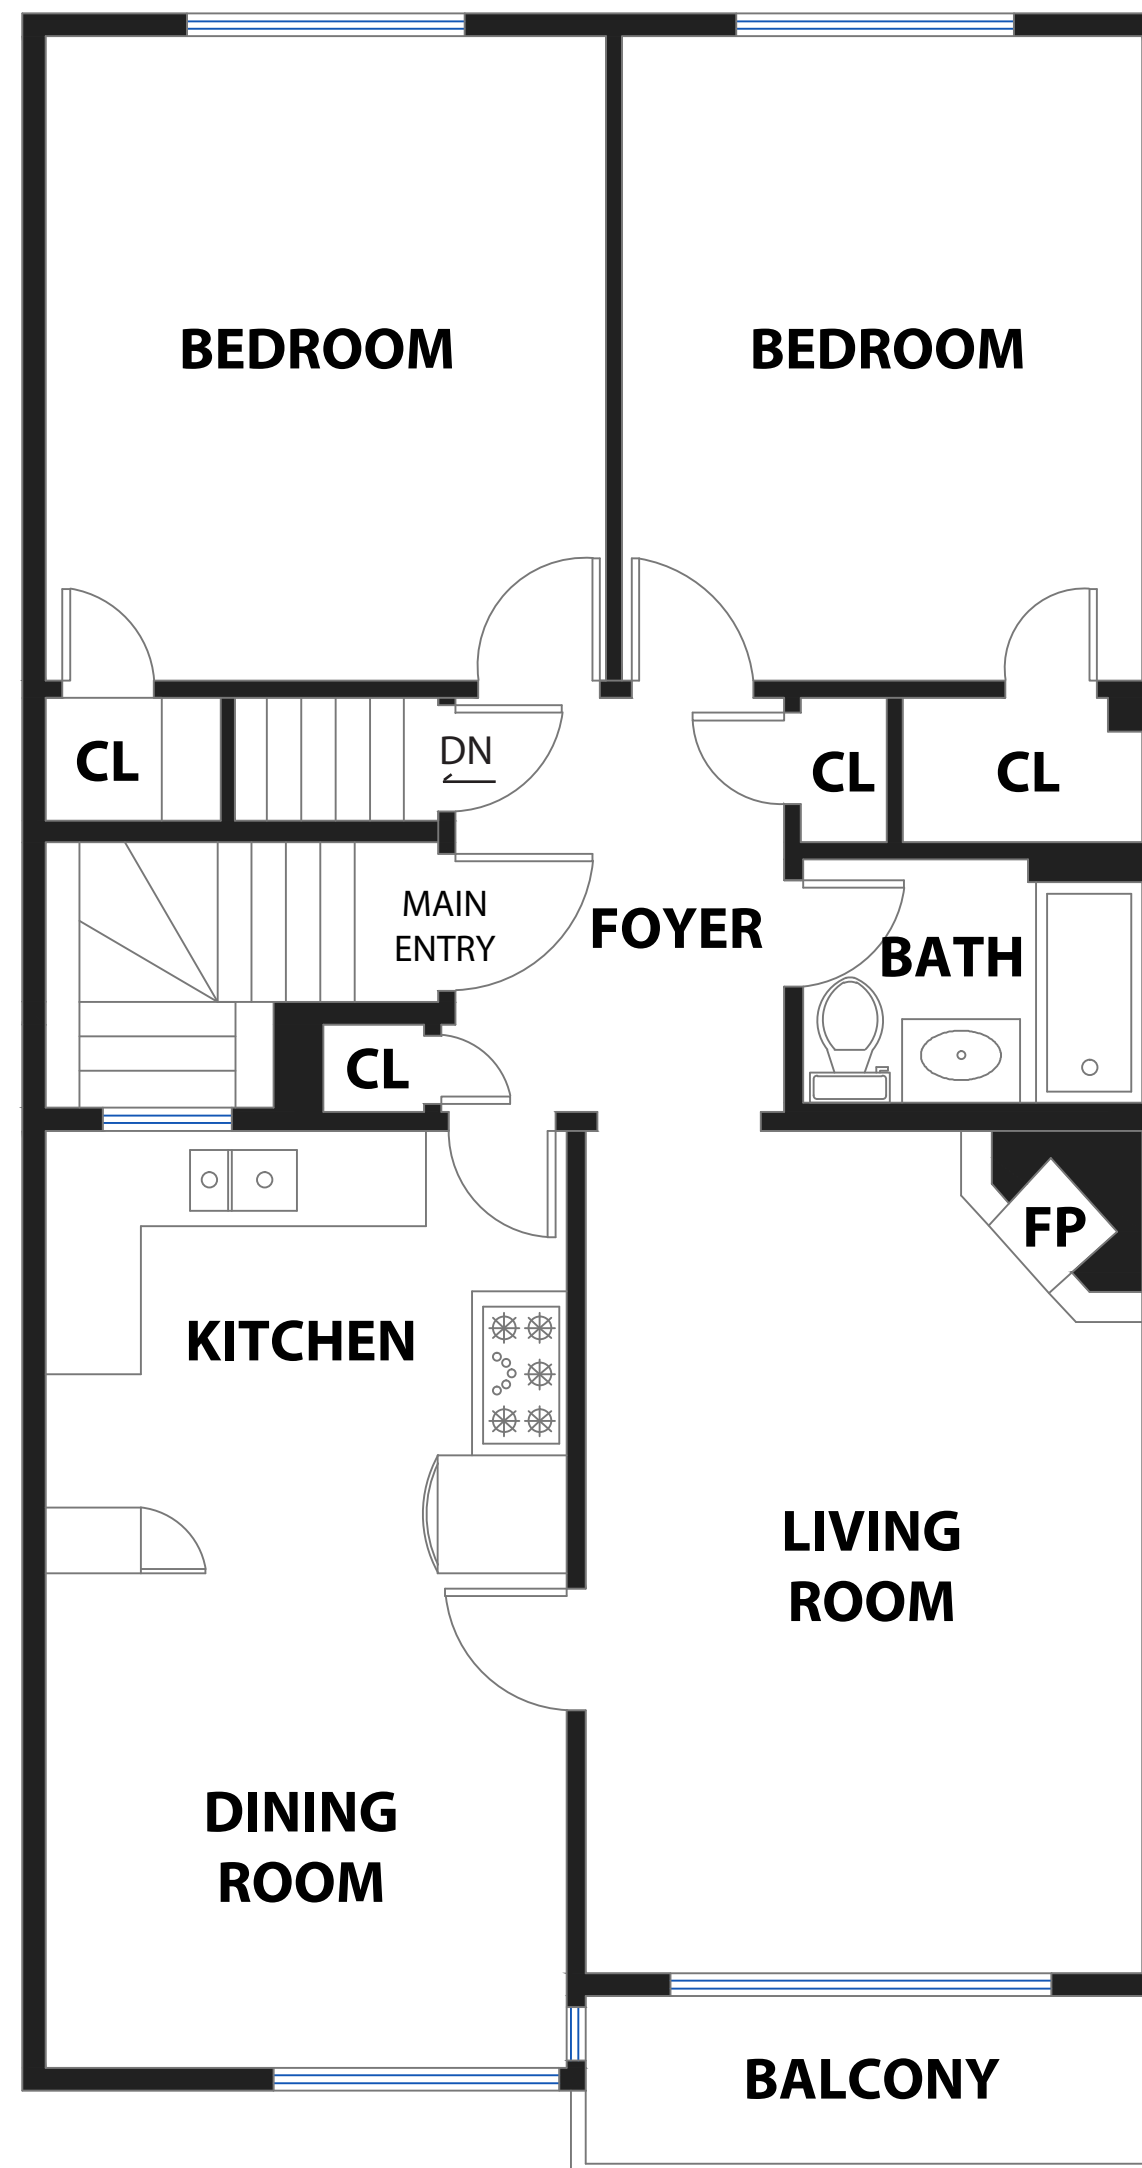 BEDROOM
BEDROOM
DN
CL
CL
CL
MAIN
ENTRY
FOYER
BATH
CL
FP
KITCHEN
LIVING
ROOM
DINING
ROOM
BALCONY